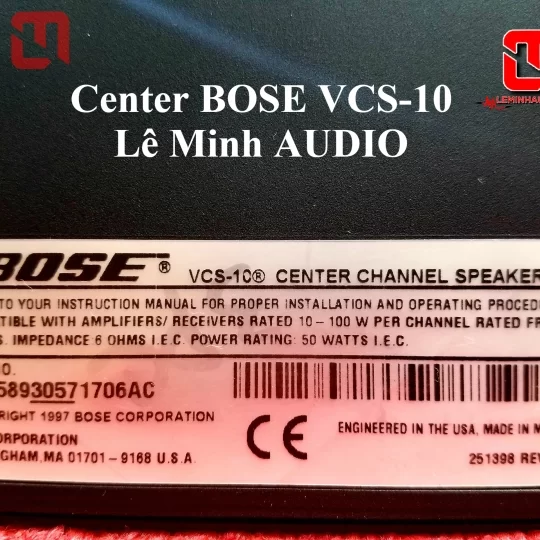 LEMINHAU
Center BOSE VCS-10
Lê Minh AUDIO
BOSE®
VCS-10® CENTER CHANNEL SPEAKER
TO YOUR INSTRUCTION MANUAL FOR PROPER INSTALLATION AND OPERATING PROCEDU
TIBLE WITH AMPLIFIERS/ RECEIVERS RATED 10 – 100 W PER CHANNEL RATED FR
S. IMPEDANCE 6 OHMS I.E.C. POWER RATING: 50 WATTS I.E.C.
O.
58930571706AC
RIGHT 1997 BOSE CORPORATION
ORPORATION
NGHAM, MA 01701 - 9168 U.S.A.
CE
ENGINEERED IN THE USA. MADE IN M
251398 REV